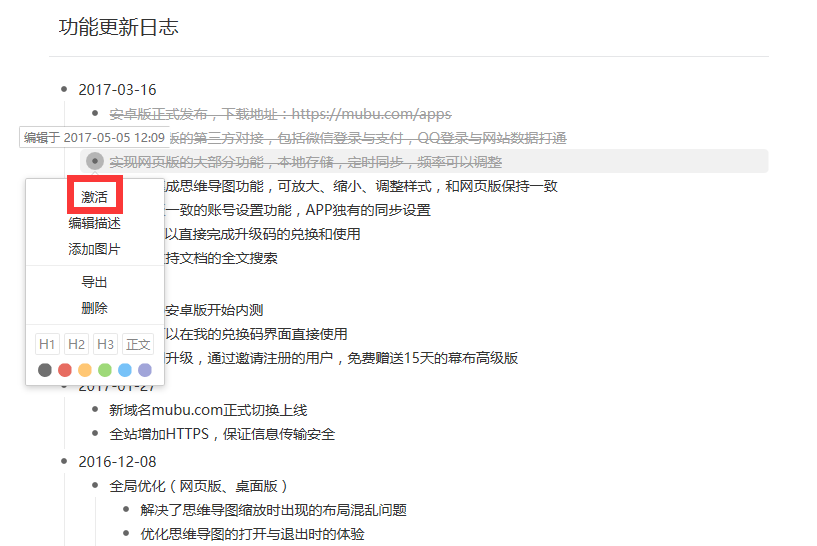 功能更新日志
2017-03-16
安卓版正式发布，下载地址：https://mubu.com/apps
编辑于 2017-05-05 12:09
版的第三方对接，包括微信登录与支付，QQ登录与网站数据打通
实现网页版的大部分功能，本地存储，定时同步，频率可以调整
成思维导图功能，可放大、缩小、调整样式，和网页版保持一致
激活
一致的账号设置功能，APP独有的同步设置
编辑描述
以直接完成升级码的兑换和使用
添加图片
持文档的全文搜索
导出
删除
安卓版开始内测
可以在我的兑换码界面直接使用
H1 H2 H3 正文
升级，通过邀请注册的用户，免费赠送15天的幕布高级版
2017-01-27
新域名mubu.com正式切换上线
全站增加HTTPS，保证信息传输安全
2016-12-08
全局优化（网页版、桌面版）
解决了思维导图缩放时出现的布局混乱问题
优化思维导图的打开与退出时的体验